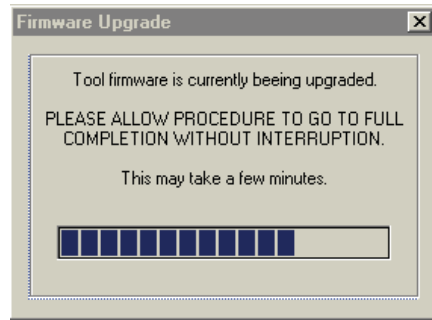 Firmware Upgrade
Tool firmware is currently beeing upgraded.
PLEASE ALLOW PROCEDURE TO GO TO FULL
COMPLETION WITHOUT INTERRUPTION.
This may take a few minutes.